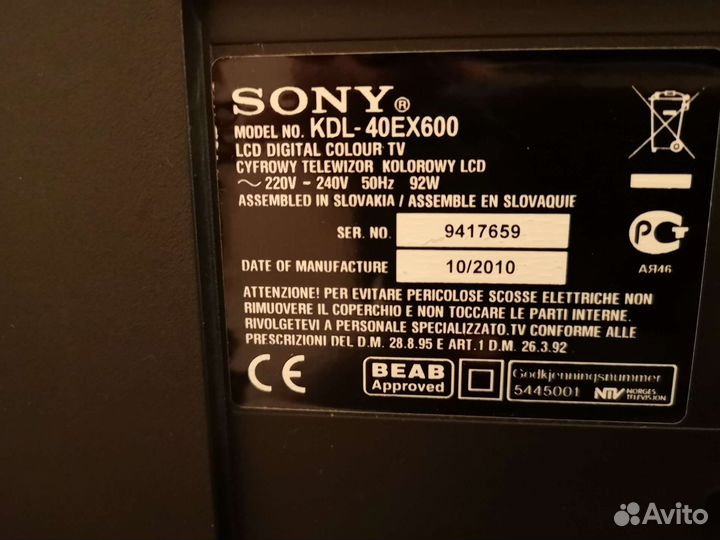 SONY®
MODEL NO. KDL-40EX600
LCD DIGITAL COLOUR TV
CYFROWY TELEWIZOR KOLOROWY LCD
~ 220V - 240V 50Hz 92W
ASSEMBLED IN SLOVAKIA / ASSEMBLE EN SLOVAQUIE
SER. NO. 9417659
РСТ
АЯ46
DATE OF MANUFACTURE 10/2010
ATTENZIONE! PER EVITARE PERICOLOSE SCOSSE ELETTRICHE NON
RIMUOVERE IL COPERCHIO E NON TOCCARE LE PARTI INTERNE.
RIVOLGETEVI A PERSONALE SPECIALIZZATO.TV CONFORME ALLE
PRESCRIZIONI DEL D.M. 28.8.95 E ART.1 D.M. 26.3.92
CE
BEAB
Approved
Godkjenningsnummer
5445001 NTV NORGES
TELEVISJON
Avito